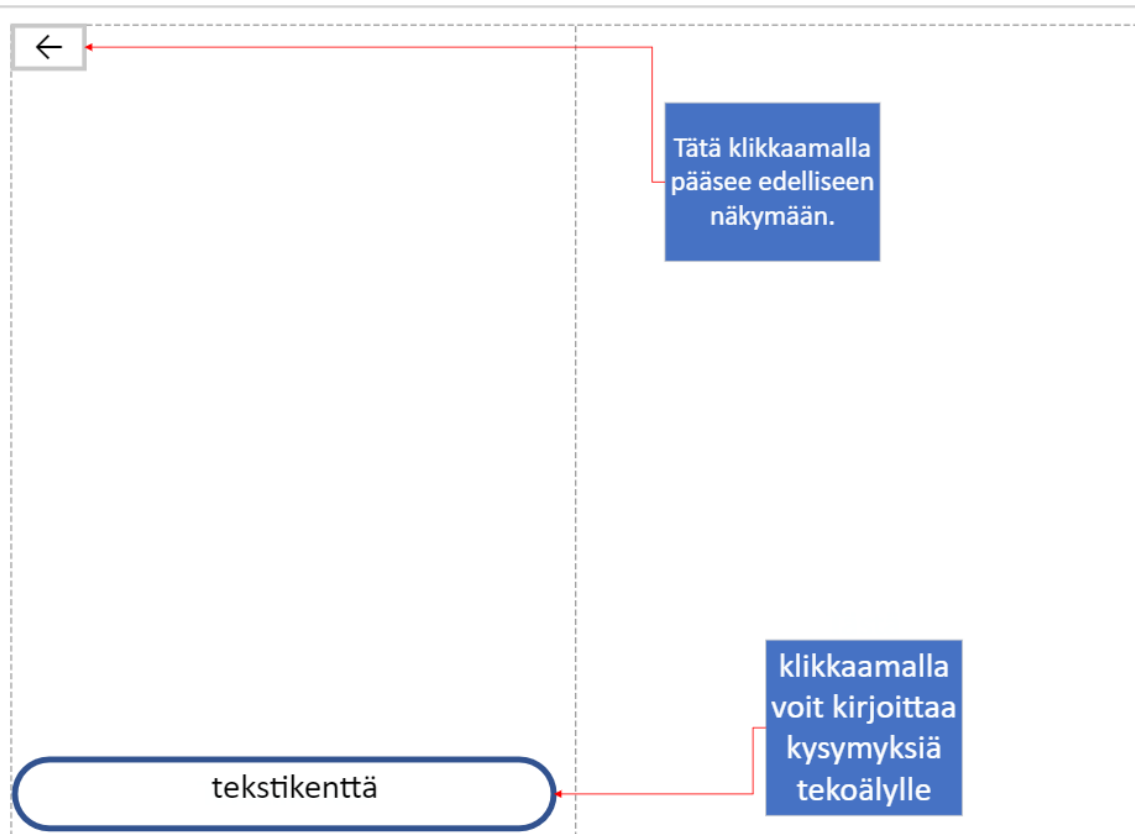 Tätä klikkaamalla
pääsee edelliseen
näkymään.
klikkaamalla
voit kirjoittaa
kysymyksiä
tekoälylle
tekstikenttä